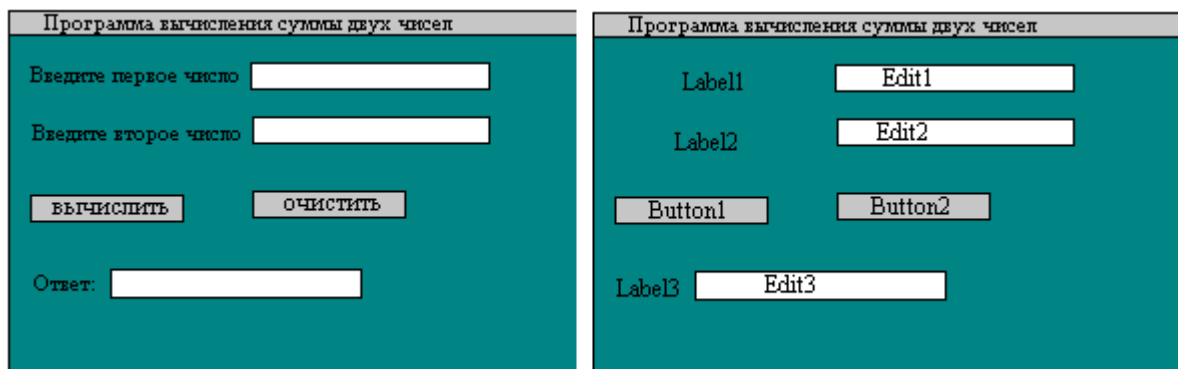 Программа вычисления суммы двух чисел
Введите первое число
Введите второе число
вычислить
очистить
Ответ:
Программа вычисления суммы двух чисел
Label1
Edit1
Label2
Edit2
Button1
Button2
Label3
Edit3